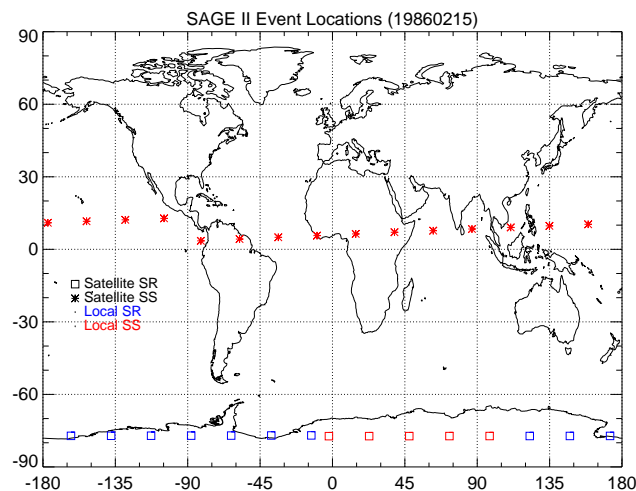 SAGE II Event Locations (19860215)
90
60
30
0
-30
-60
-90
Satellite SR
Satellite SS
Local SR
Local SS
-180 -135 -90 -45 0 45 90 135 180